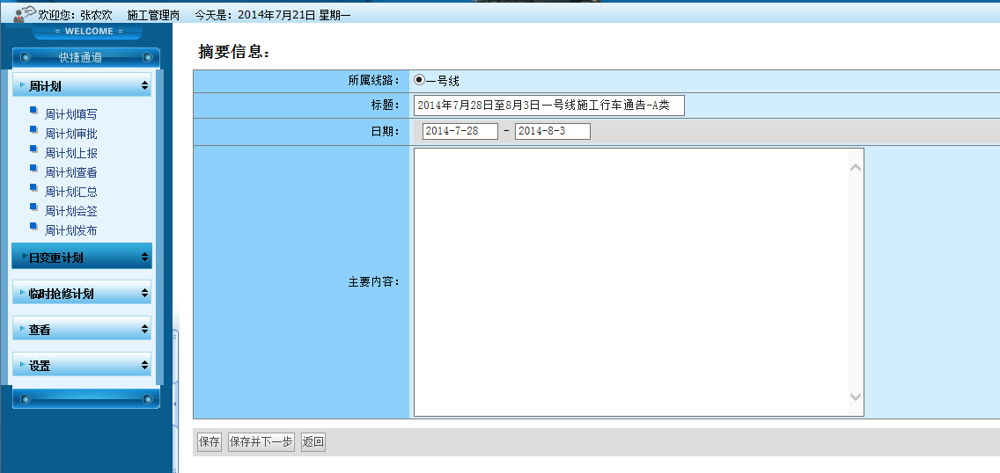 欢迎您：张农欢 施工管理岗 今天是：2014年7月21日 星期一
= WELCOME =
快捷通道
周计划
周计划填写
周计划审批
周计划上报
周计划查看
周计划汇总
周计划会签
周计划发布
日变更计划
临时抢修计划
查看
设置
摘要信息：
所属线路： 一号线
标题： 2014年7月28日至8月3日一号线施工行车通告-A类
日期： 2014-7-28 - 2014-8-3
主要内容：
保存 保存并下一步 返回